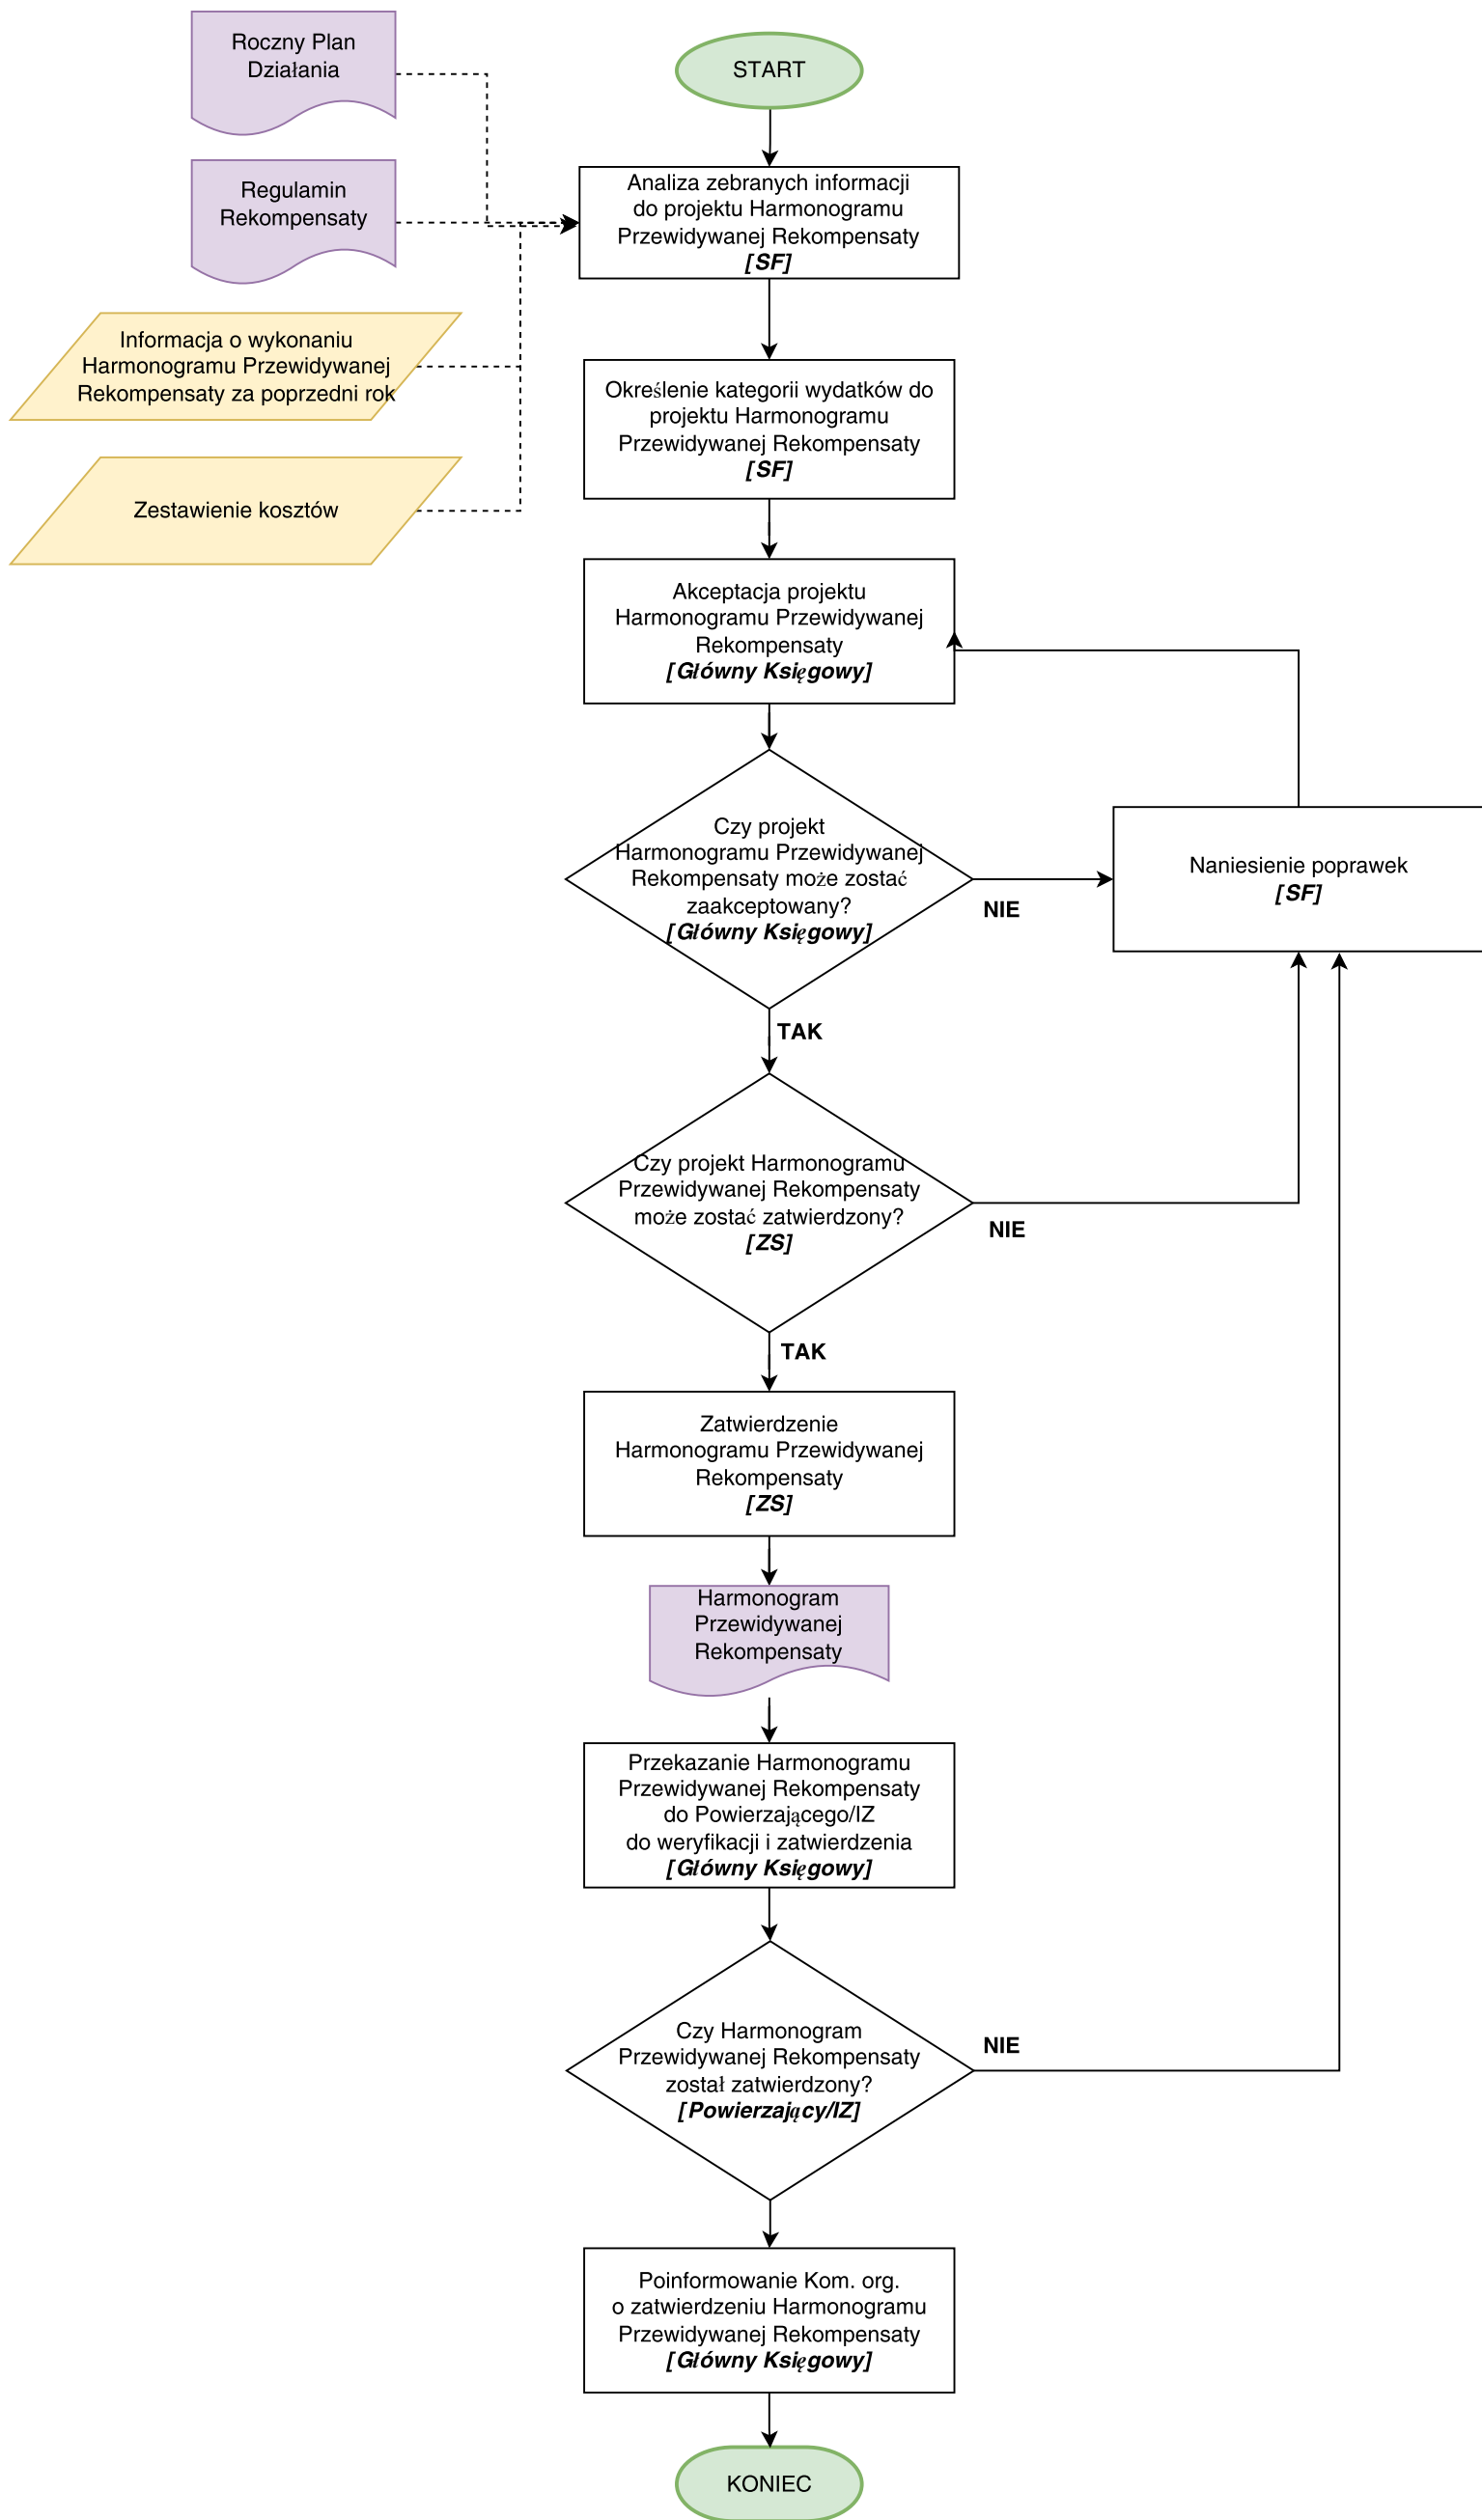 Roczny Plan
Działania
START
Regulamin
Rekompensaty
Analiza zebranych informacji
do projektu Harmonogramu
Przewidywanej Rekompensaty
[SF]
Informacja o wykonaniu
Harmonogramu Przewidywanej
Rekompensaty za poprzedni rok
Określenie kategorii wydatków do
projektu Harmonogramu
Przewidywanej Rekompensaty
[SF]
Zestawienie kosztów
Akceptacja projektu
Harmonogramu Przewidywanej
Rekompensaty
[Główny Księgowy]
Czy projekt
Harmonogramu Przewidywanej
Rekompensaty może zostać
zaakceptowany?
[Główny Księgowy]
NIE
Naniesienie poprawek
[SF]
TAK
Czy projekt Harmonogramu
Przewidywanej Rekompensaty
może zostać zatwierdzony?
[ZS]
NIE
TAK
Zatwierdzenie
Harmonogramu Przewidywanej
Rekompensaty
[ZS]
Harmonogram
Przewidywanej
Rekompensaty
Przekazanie Harmonogramu
Przewidywanej Rekompensaty
do Powierzającego/IZ
do weryfikacji i zatwierdzenia
[Główny Księgowy]
Czy Harmonogram
Przewidywanej Rekompensaty
został zatwierdzony?
[Powierzający/IZ]
NIE
Poinformowanie Kom. org.
o zatwierdzeniu Harmonogramu
Przewidywanej Rekompensaty
[Główny Księgowy]
KONIEC